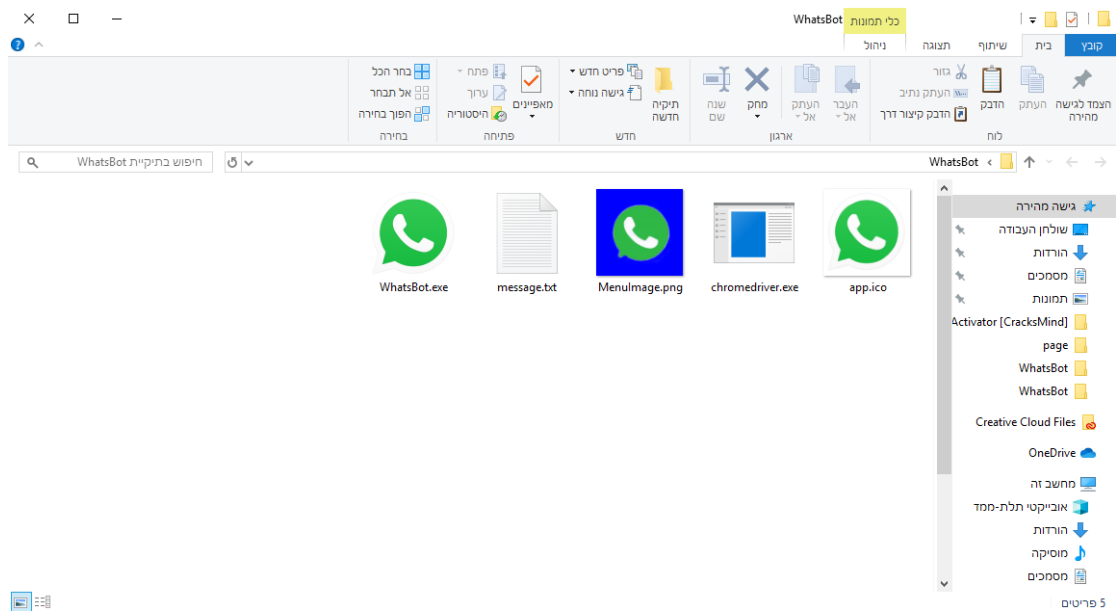 WhatsBot
כלי תמונות
קובץ
בית
שיתוף
תצוגה
ניהול
הצמד לגישה מהירה
העתק
הדבק
גזור
העתק נתיב
הדבק קיצור דרך
לוח
העבר אל
העתק אל
מחק
שנה שם
ארגון
תיקיה חדשה
פריט חדש
גישה נוחה
חדש
מאפיינים
פתח
ערוך
היסטוריה
פתיחה
בחר הכל
אל תבחר
הפוך בחירה
בחירה
WhatsBot
חיפוש בתיקיית WhatsBot
גישה מהירה
שולחן העבודה
הורדות
מסמכים
תמונות
Activator [CracksMind]
page
WhatsBot
WhatsBot
Creative Cloud Files
OneDrive
מחשב זה
אובייקטי תלת-ממד
הורדות
מוסיקה
מסמכים
app.ico
chromedriver.exe
MenuImage.png
message.txt
WhatsBot.exe
5 פריטים